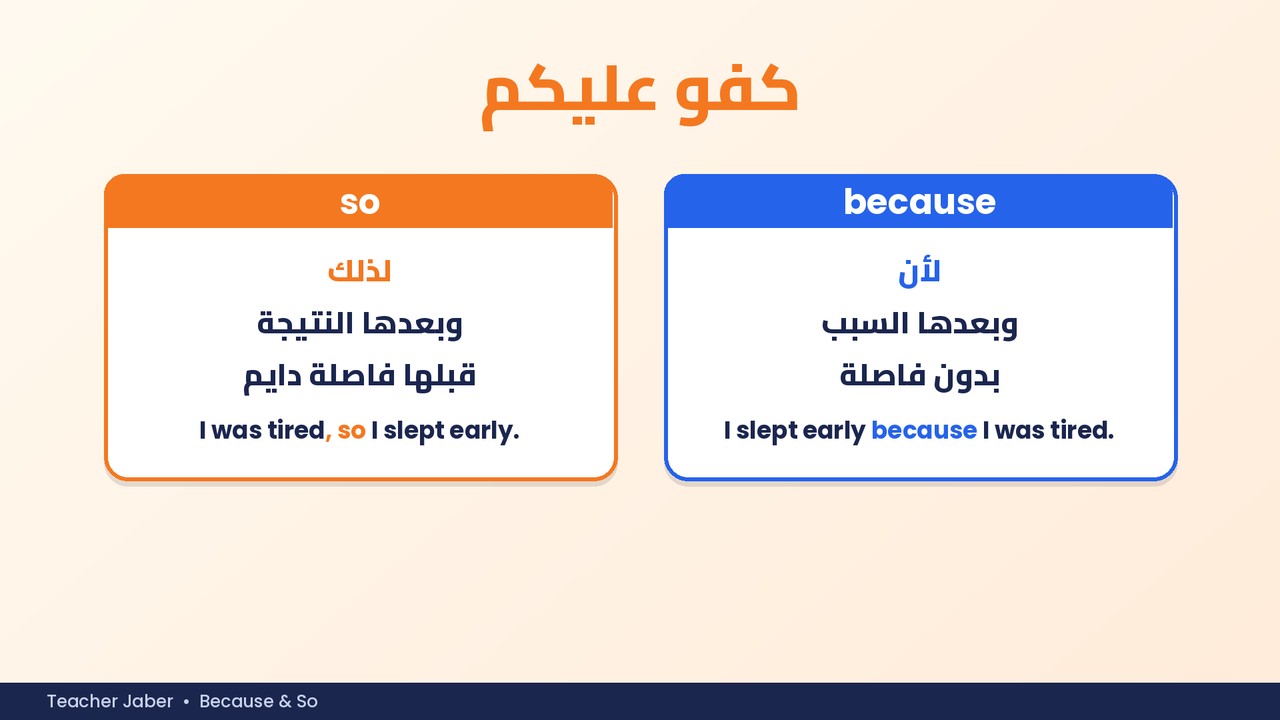 كفو عليكم
so
لذلك
وبعدها النتيجة
قبلها فاصلة دايم
I was tired, so I slept early.
because
لأن
وبعدها السبب
بدون فاصلة
I slept early because I was tired.
Teacher Jaber • Because & So